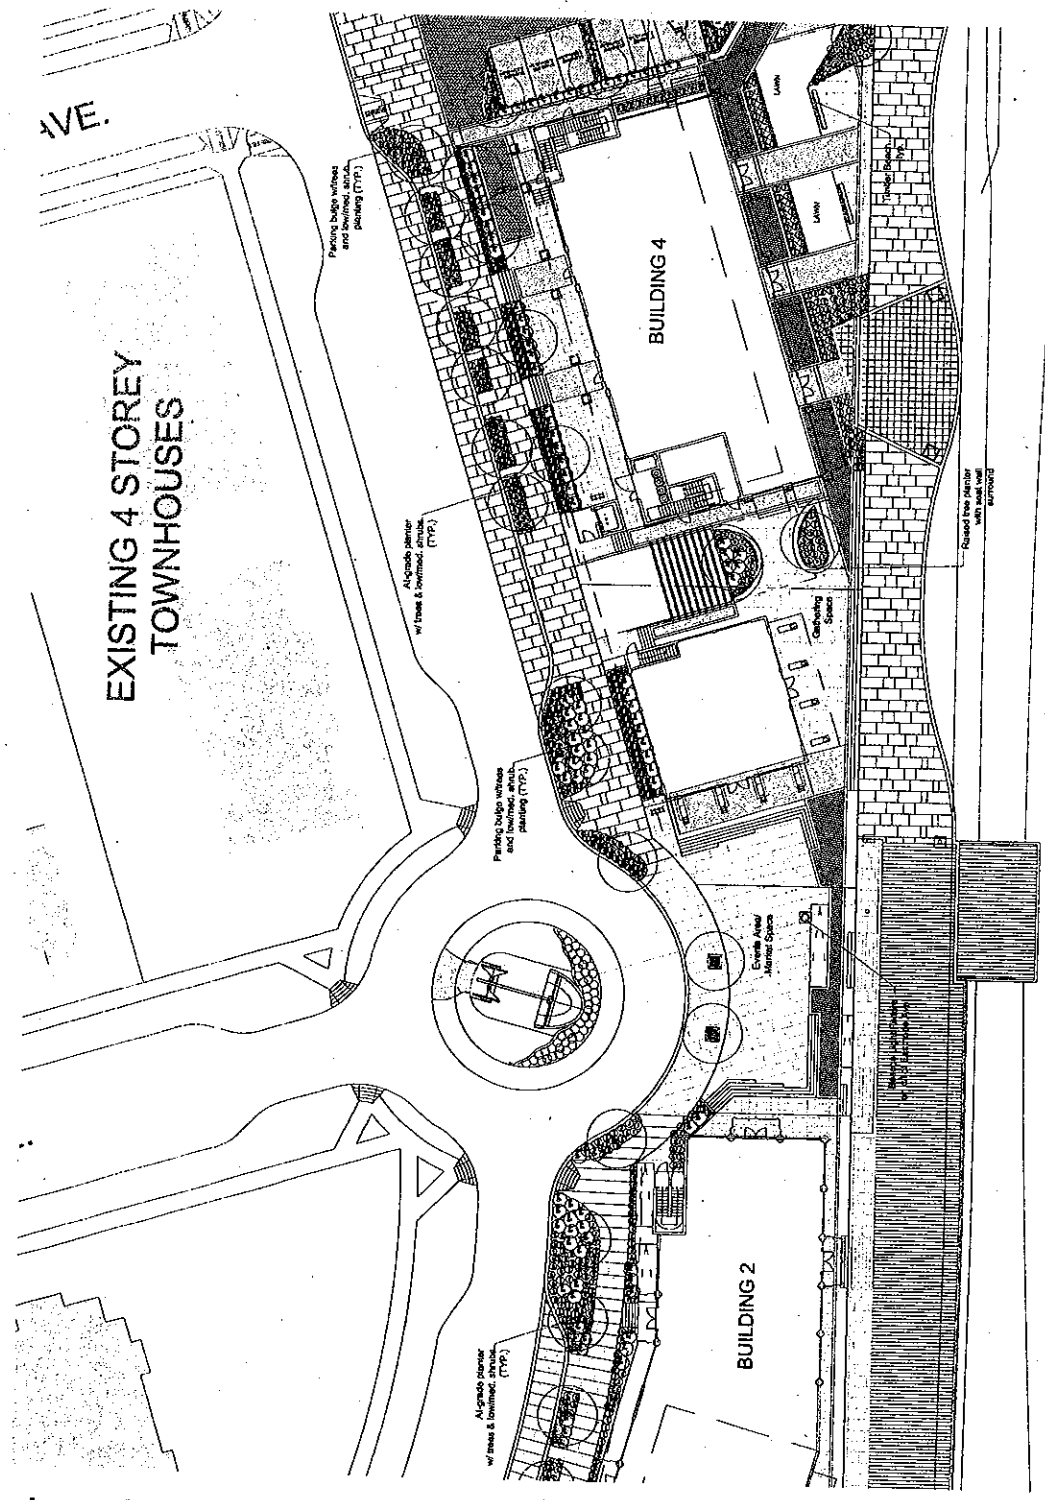 AVE.
EXISTING 4 STOREY
TOWNHOUSES
Parking bulge w/trees
and low/med. shrub
planting (TYP.)
At-grade planter
w/ trees & low/med. shrubs
(TYP.)
Parking bulge w/trees
and low/med. shrub
planting (TYP.)
At-grade planter
w/ trees & low/med. shrubs
(TYP.)
BUILDING 4
LAWN
LAWN
Timber Bench,
Typ.
Raised tree planter
with seat wall
surround
Gathering
Space
Events Area/
Market Space
BUILDING 2